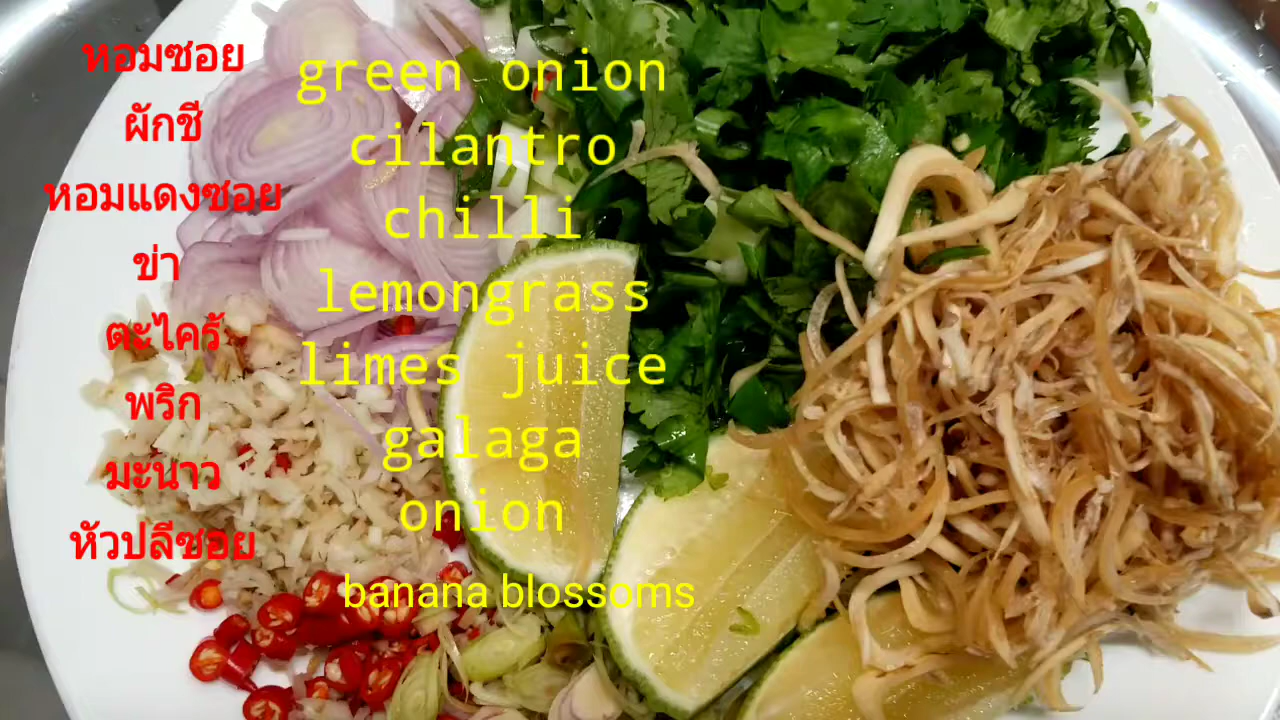 หอมซอย
ผักชี
หอมแดงซอย
ข่า
ตะไคร้
พริก
มะนาว
หัวปลีซอย
green onion
cilantro
chilli
lemongrass
limes juice
galaga
onion
banana blossoms